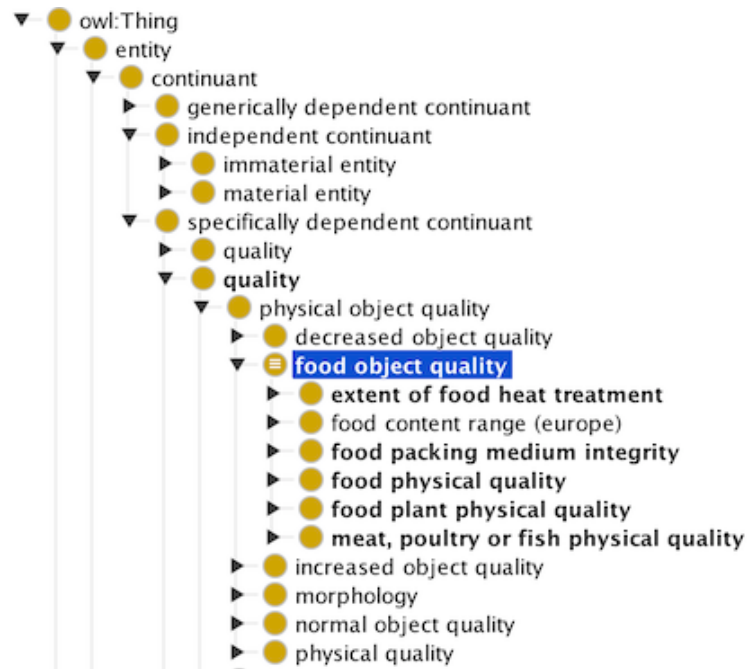 owl:Thing
entity
continuant
generically dependent continuant
independent continuant
immaterial entity
material entity
specifically dependent continuant
quality
quality
physical object quality
decreased object quality
food object quality
extent of food heat treatment
food content range (europe)
food packing medium integrity
food physical quality
food plant physical quality
meat, poultry or fish physical quality
increased object quality
morphology
normal object quality
physical quality